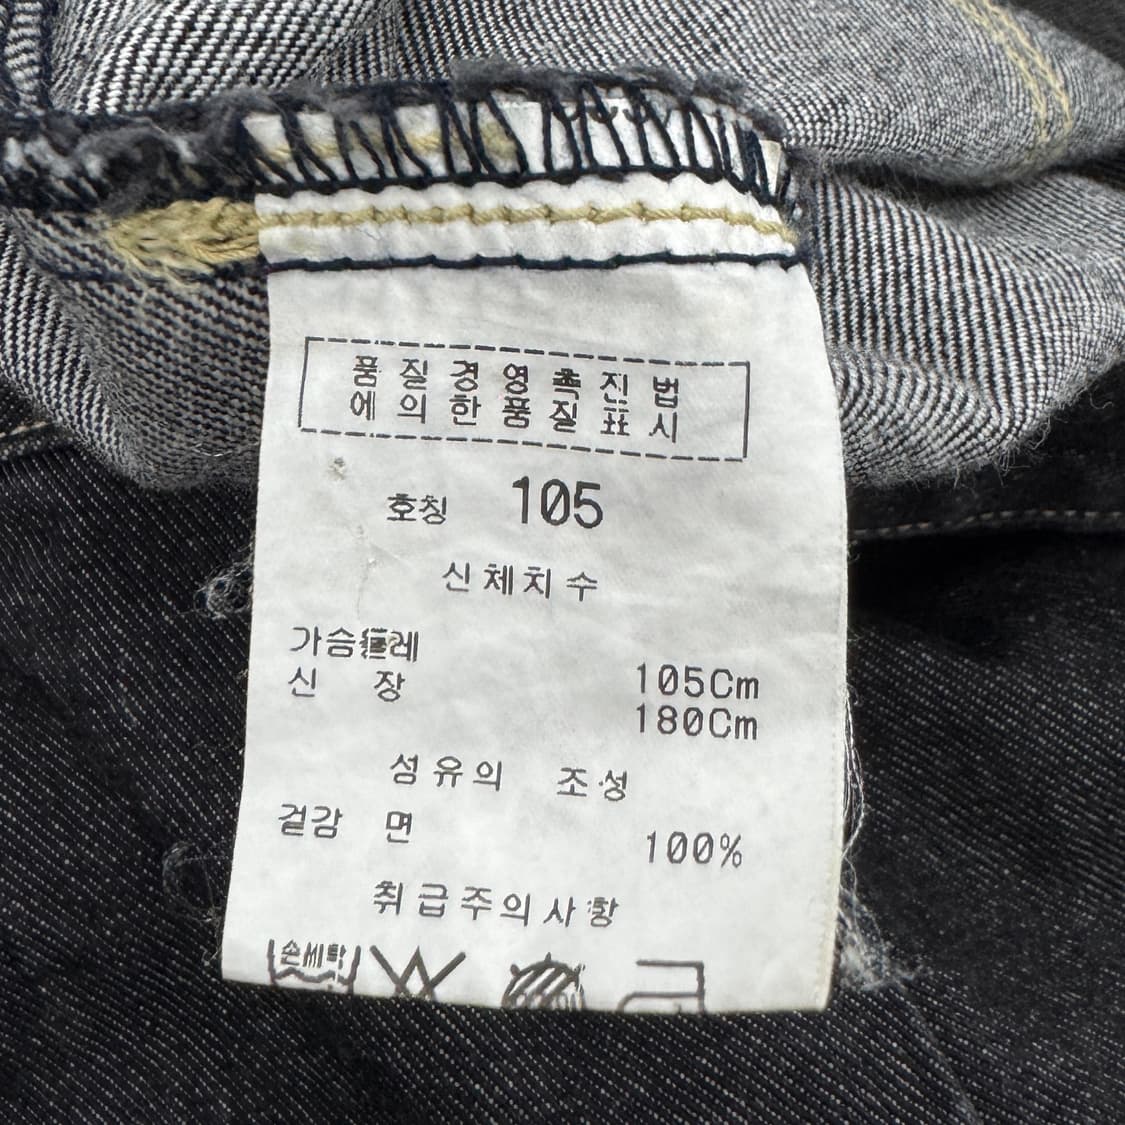 품질경영촉진법
에의한품질표시
호칭 105
신체치수
가슴둘레 105Cm
신 장 180Cm
섬유의 조성
겉감 면 100%
취급주의사항
손세탁